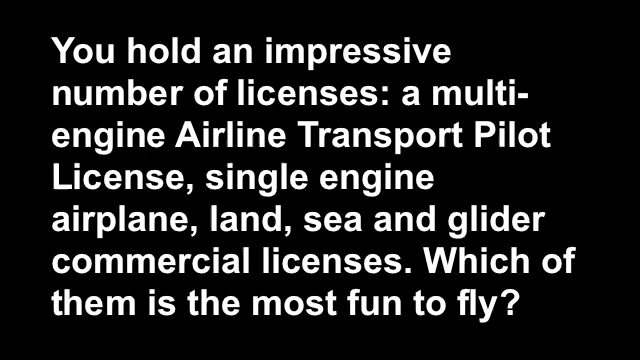 You hold an impressive
number of licenses: a multi-
engine Airline Transport Pilot
License, single engine
airplane, land, sea and glider
commercial licenses. Which of
them is the most fun to fly?